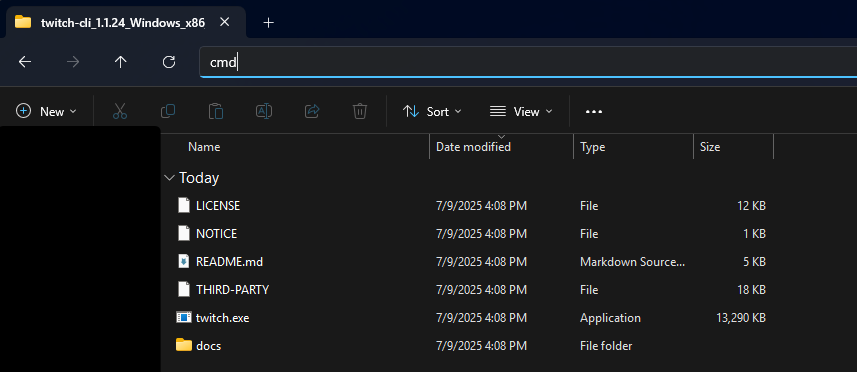 twitch-cli_1.1.24_Windows_x86
cmd
New Sort View
Name Date modified Type Size
Today
LICENSE 7/9/2025 4:08 PM File 12 KB
NOTICE 7/9/2025 4:08 PM File 1 KB
README.md 7/9/2025 4:08 PM Markdown Source... 5 KB
THIRD-PARTY 7/9/2025 4:08 PM File 18 KB
twitch.exe 7/9/2025 4:08 PM Application 13,290 KB
docs 7/9/2025 4:08 PM File folder